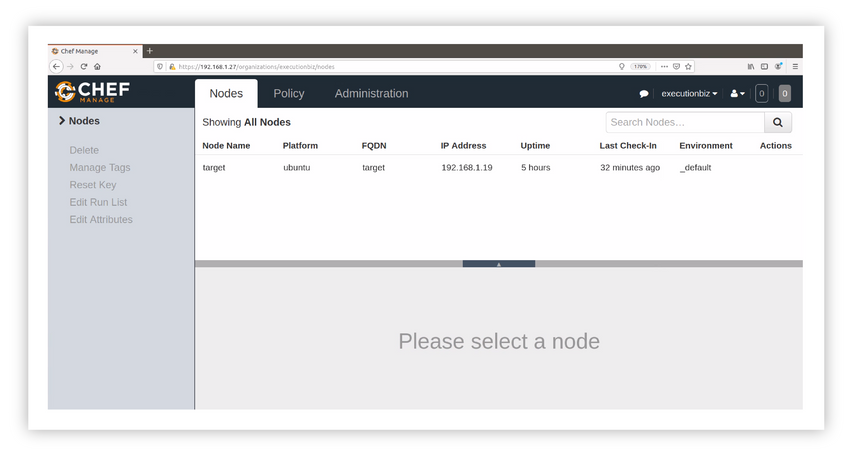 Chef Manage
https://192.168.1.27/organizations/executionbiz/nodes
170%
CHEF
MANAGE
Nodes Policy Administration
executionbiz
0 0
Nodes
Delete
Manage Tags
Reset Key
Edit Run List
Edit Attributes
Showing All Nodes
Search Nodes...
Node Name Platform FQDN IP Address Uptime Last Check-In Environment Actions
target ubuntu target 192.168.1.19 5 hours 32 minutes ago _default
Please select a node